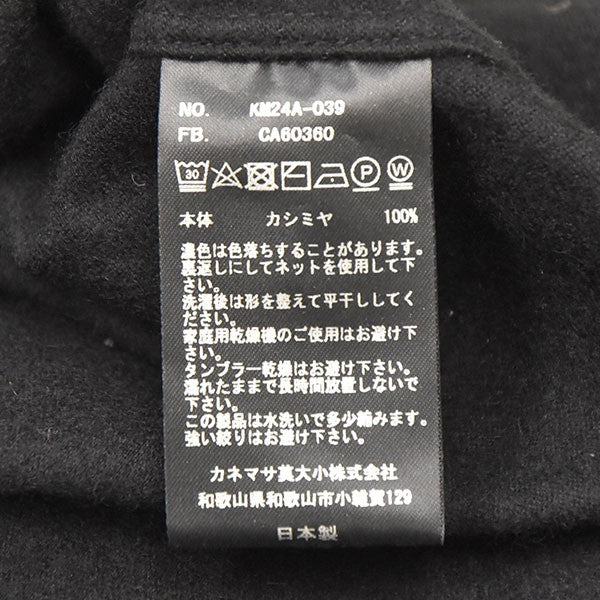 NO. KM24A-039
FB. CA60360
30 P W
本体 カシミヤ 100%
濃色は色落ちすることがあります。
裏返しにしてネットを使用して下
さい。
洗濯後は形を整えて平干ししてく
ださい。
家庭用乾燥機のご使用はお避け下
さい。
タンブラー乾燥はお避け下さい。
濡れたままで長時間放置しないで
下さい。
この製品は水洗いで多少縮みます。
強い絞りはお避け下さい。
カネマサ莫大小株式会社
和歌山県和歌山市小雑賀129
日本製